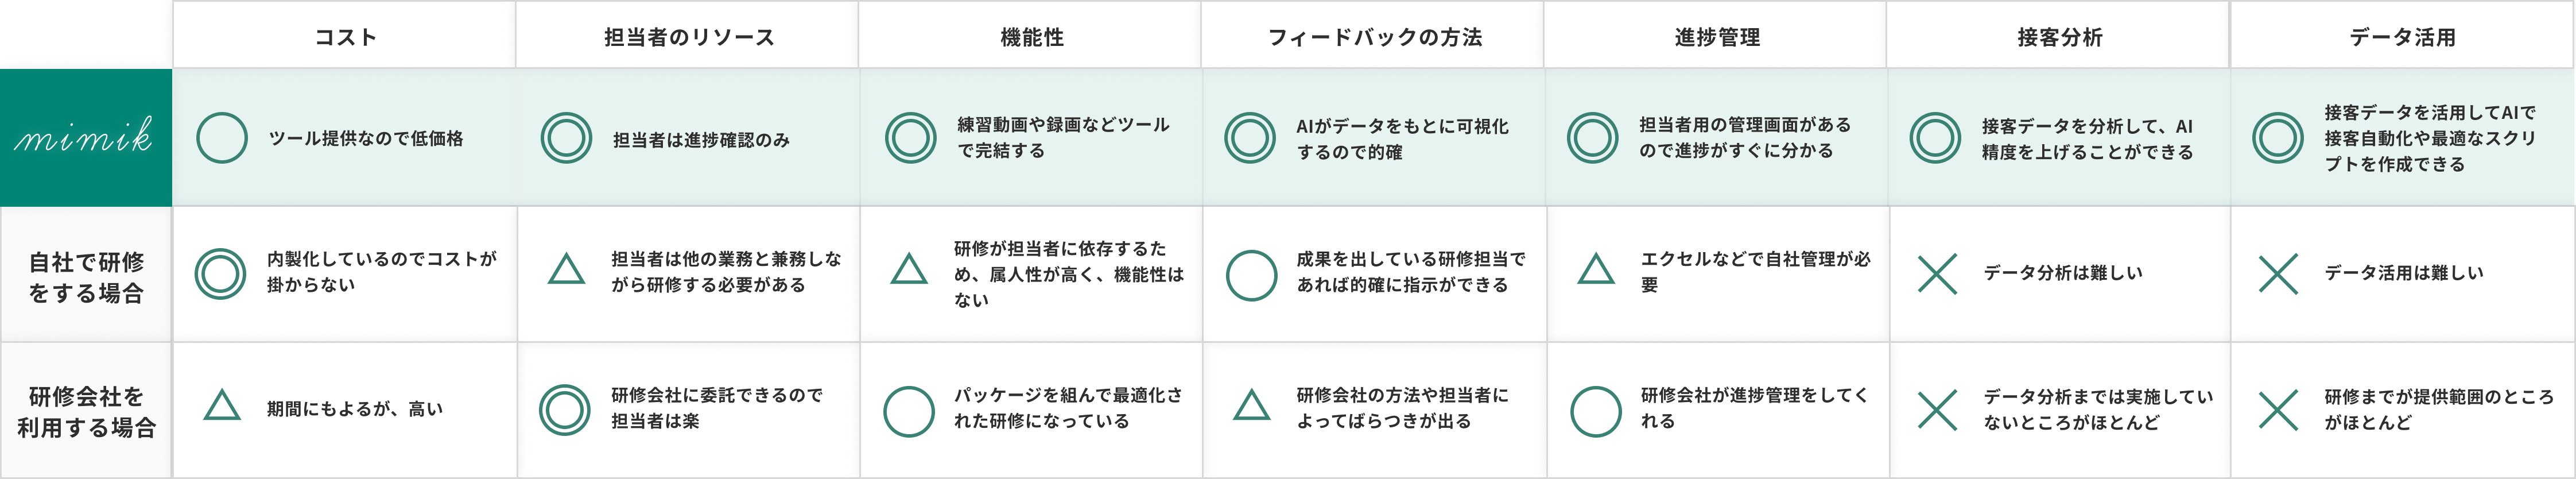 コスト
担当者のリソース
機能性
フィードバックの方法
進捗管理
接客分析
データ活用
mimik
ツール提供なので低価格
担当者は進捗確認のみ
練習動画や録画などツール
で完結する
AIがデータをもとに可視化
するので的確
担当者用の管理画面がある
ので進捗がすぐに分かる
接客データを分析して、AI
精度を上げることができる
接客データを活用してAIで
接客自動化や最適なスクリ
プトを作成できる
自社で研修
をする場合
内製化しているのでコストが
掛からない
担当者は他の業務と兼務しな
がら研修する必要がある
研修が担当者に依存するた
め、属人性が高く、機能性は
ない
成果を出している研修担当で
あれば的確に指示ができる
エクセルなどで自社管理が必
要
データ分析は難しい
データ活用は難しい
研修会社を
利用する場合
期間にもよるが、高い
研修会社に委託できるので
担当者は楽
パッケージを組んで最適化さ
れた研修になっている
研修会社の方法や担当者に
よってばらつきが出る
研修会社が進捗管理をしてく
れる
データ分析までは実施してい
ないところがほとんど
研修までが提供範囲のところ
がほとんど